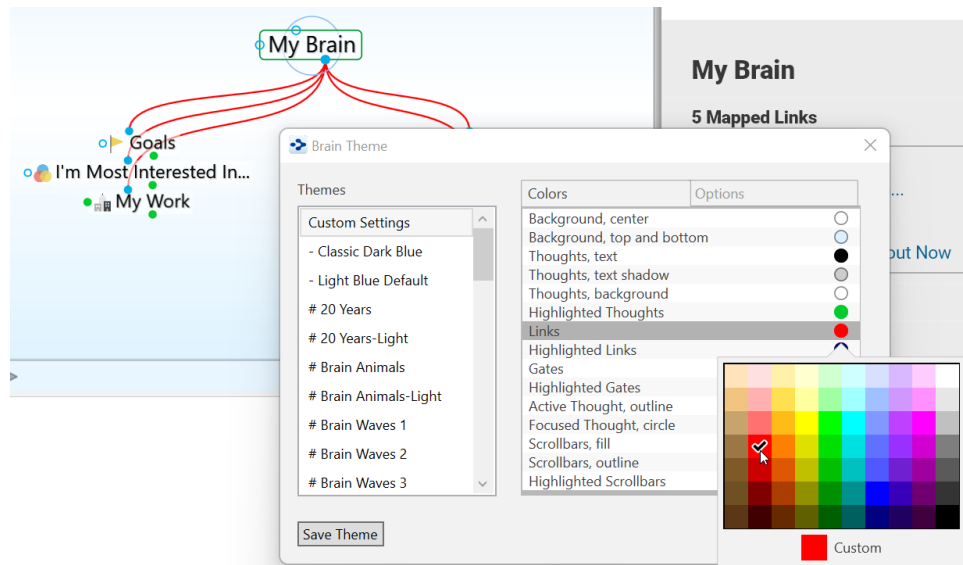 My Brain
Goals
I'm Most Interested In...
My Work
My Brain
5 Mapped Links
...
out Now
Brain Theme
Themes
Custom Settings
- Classic Dark Blue
- Light Blue Default
# 20 Years
# 20 Years-Light
# Brain Animals
# Brain Animals-Light
# Brain Waves 1
# Brain Waves 2
# Brain Waves 3
Save Theme
Colors
Options
Background, center
Background, top and bottom
Thoughts, text
Thoughts, text shadow
Thoughts, background
Highlighted Thoughts
Links
Highlighted Links
Gates
Highlighted Gates
Active Thought, outline
Focused Thought, circle
Scrollbars, fill
Scrollbars, outline
Highlighted Scrollbars
Custom